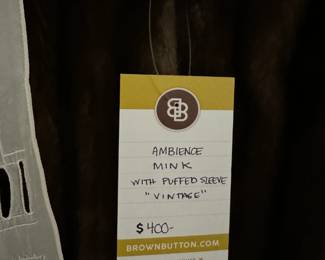 BB
AMBIENCE
MINK
WITH PUFFED SLEEVE
"VINTAGE"
$400-
BROWNBUTTON.COM